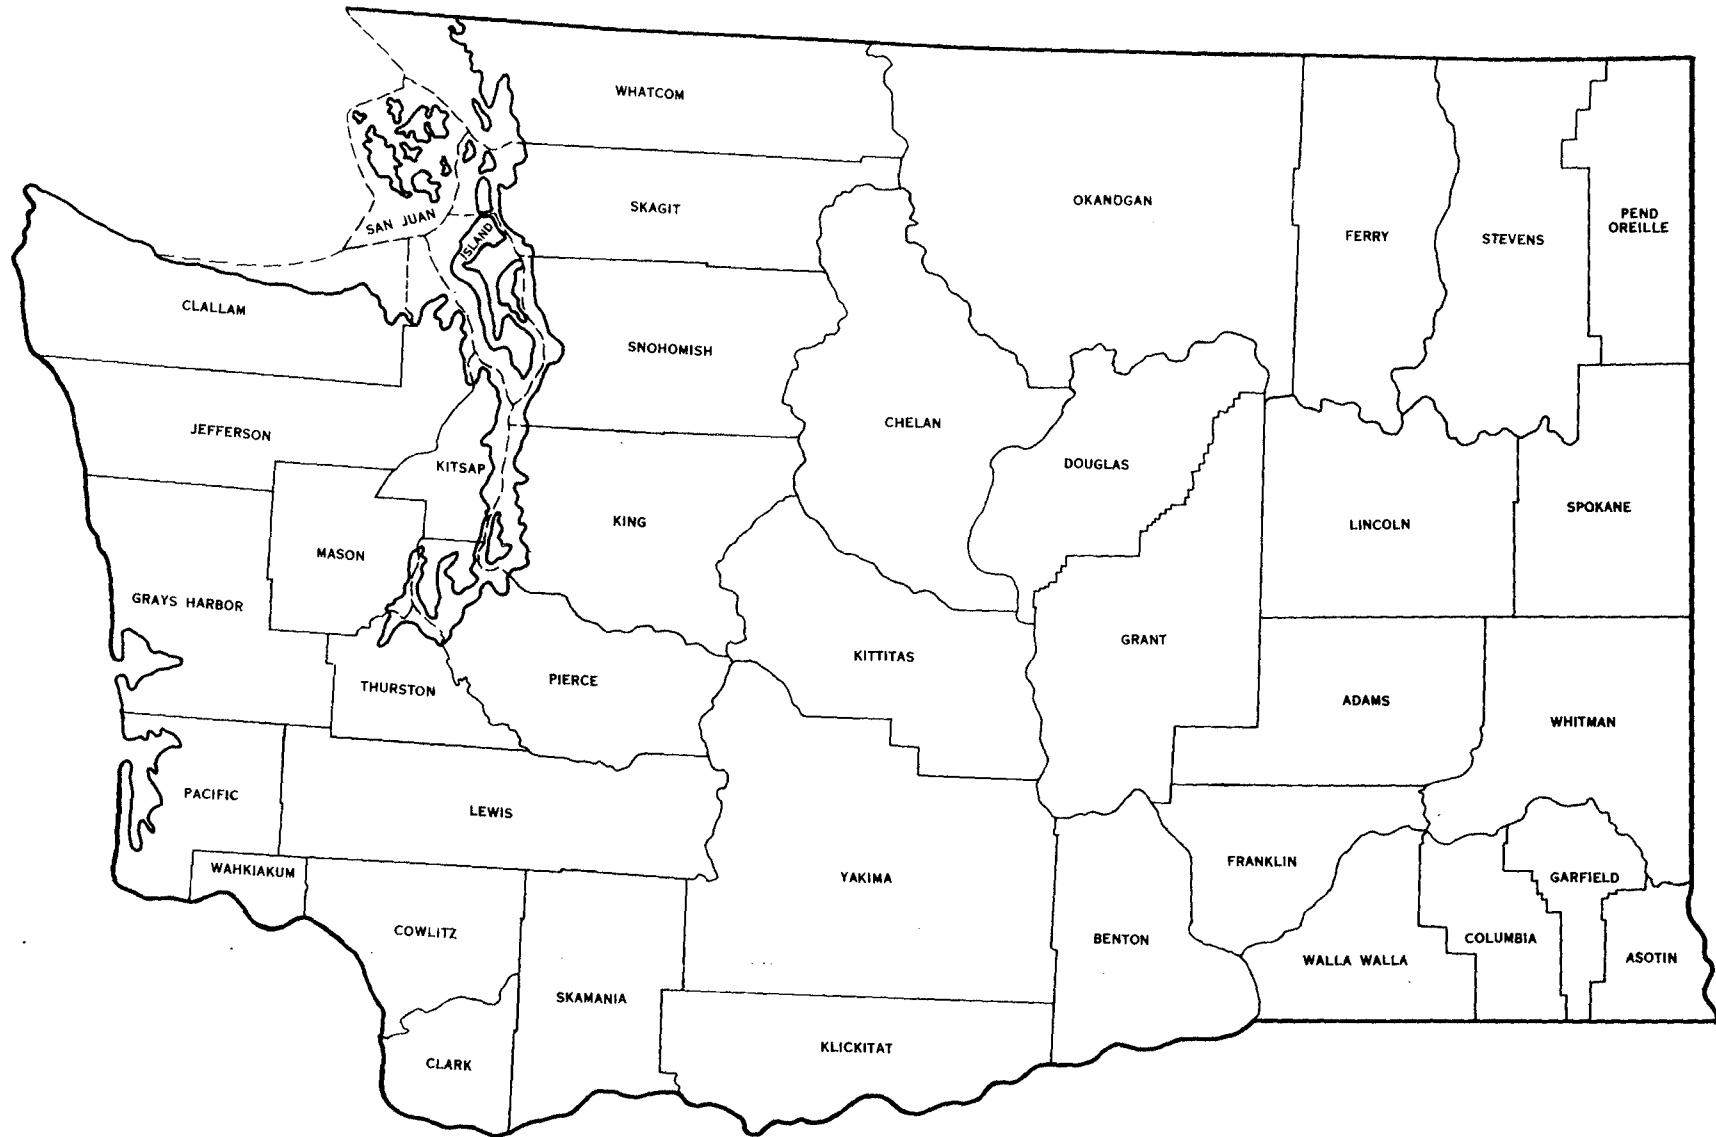 WHATCOM
SKAGIT
SAN JUAN
ISLAND
OKANOGAN
FERRY
STEVENS
PEND
OREILLE
CLALLAM
SNOHOMISH
CHELAN
JEFFERSON
KITSAP
DOUGLAS
KING
LINCOLN
SPOKANE
MASON
GRAYS HARBOR
KITTITAS
GRANT
THURSTON
PIERCE
ADAMS
WHITMAN
PACIFIC
LEWIS
WAHKIAKUM
YAKIMA
FRANKLIN
GARFIELD
COWLITZ
BENTON
WALLA WALLA
COLUMBIA
ASOTIN
SKAMANIA
KLICKITAT
CLARK